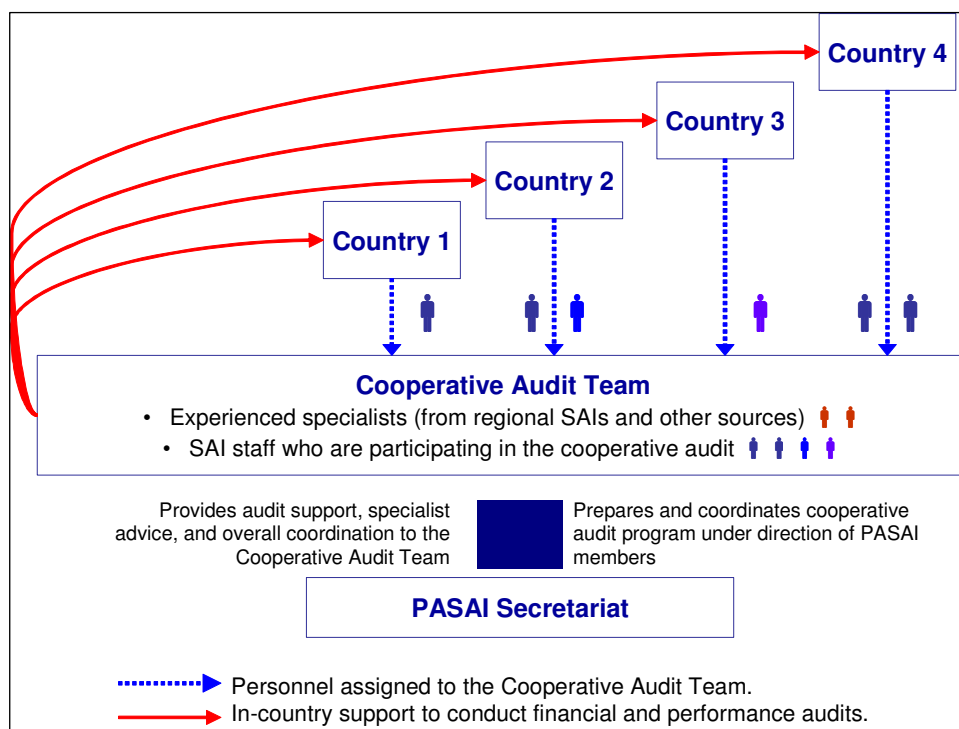 Country 4
Country 3
Country 2
Country 1
Cooperative Audit Team
• Experienced specialists (from regional SAIs and other sources)
• SAI staff who are participating in the cooperative audit
Provides audit support, specialist
advice, and overall coordination to the
Cooperative Audit Team
Prepares and coordinates cooperative
audit program under direction of PASAI
members
PASAI Secretariat
Personnel assigned to the Cooperative Audit Team.
In-country support to conduct financial and performance audits.